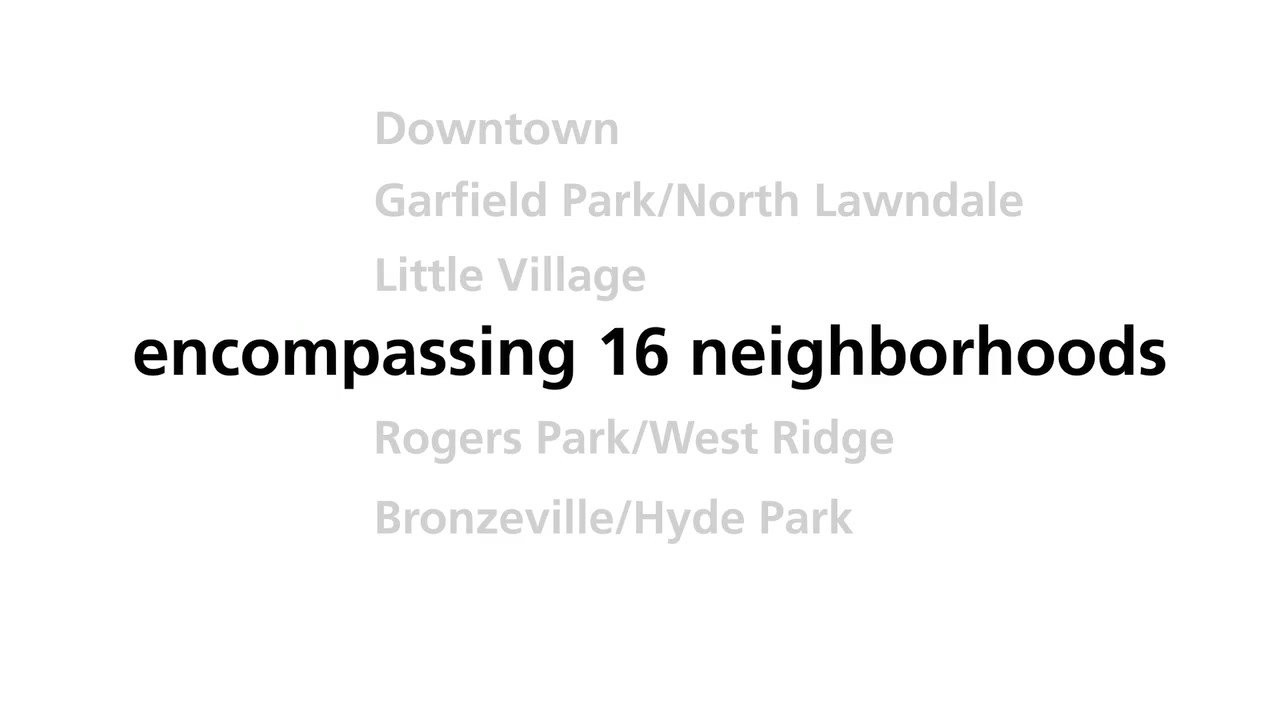 Downtown
Garfield Park/North Lawndale
Little Village
encompassing 16 neighborhoods
Rogers Park/West Ridge
Bronzeville/Hyde Park